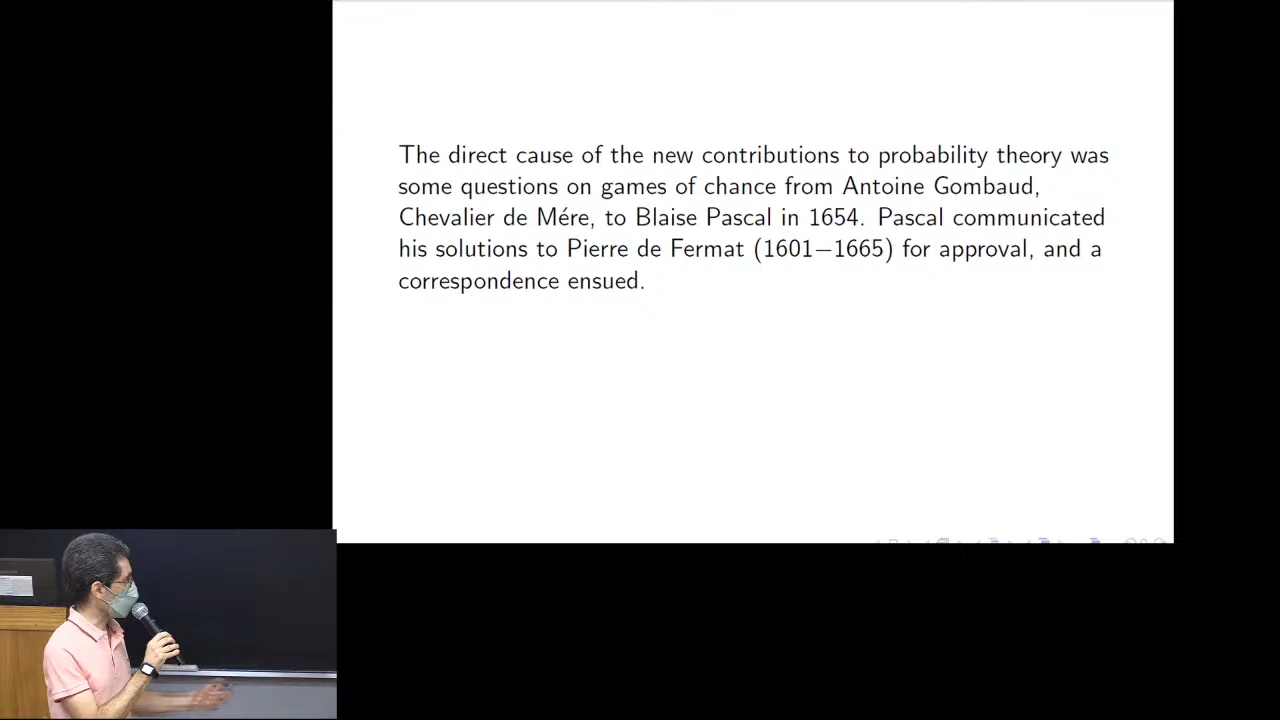 The direct cause of the new contributions to probability theory was
some questions on games of chance from Antoine Gombaud,
Chevalier de Mére, to Blaise Pascal in 1654. Pascal communicated
his solutions to Pierre de Fermat (1601−1665) for approval, and a
correspondence ensued.